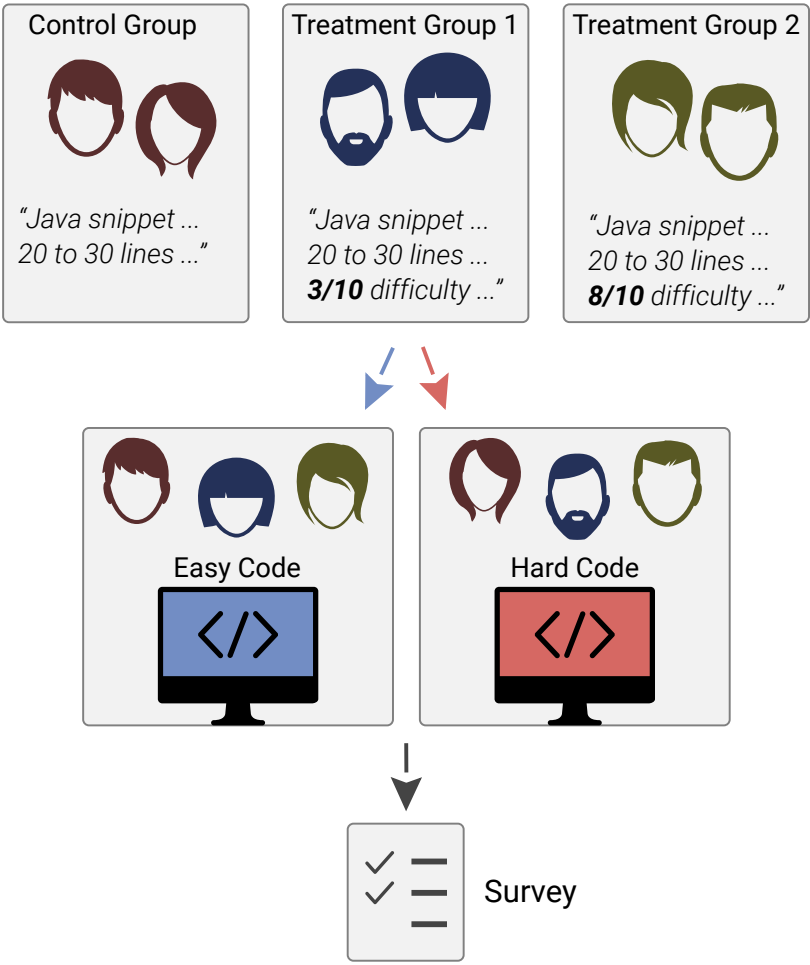 Control Group
“Java snippet ...
20 to 30 lines ...”
Treatment Group 1
“Java snippet ...
20 to 30 lines ...
3/10 difficulty ...”
Treatment Group 2
“Java snippet ...
20 to 30 lines ...
8/10 difficulty ...”
Easy Code
</>
Hard Code
</>
Survey